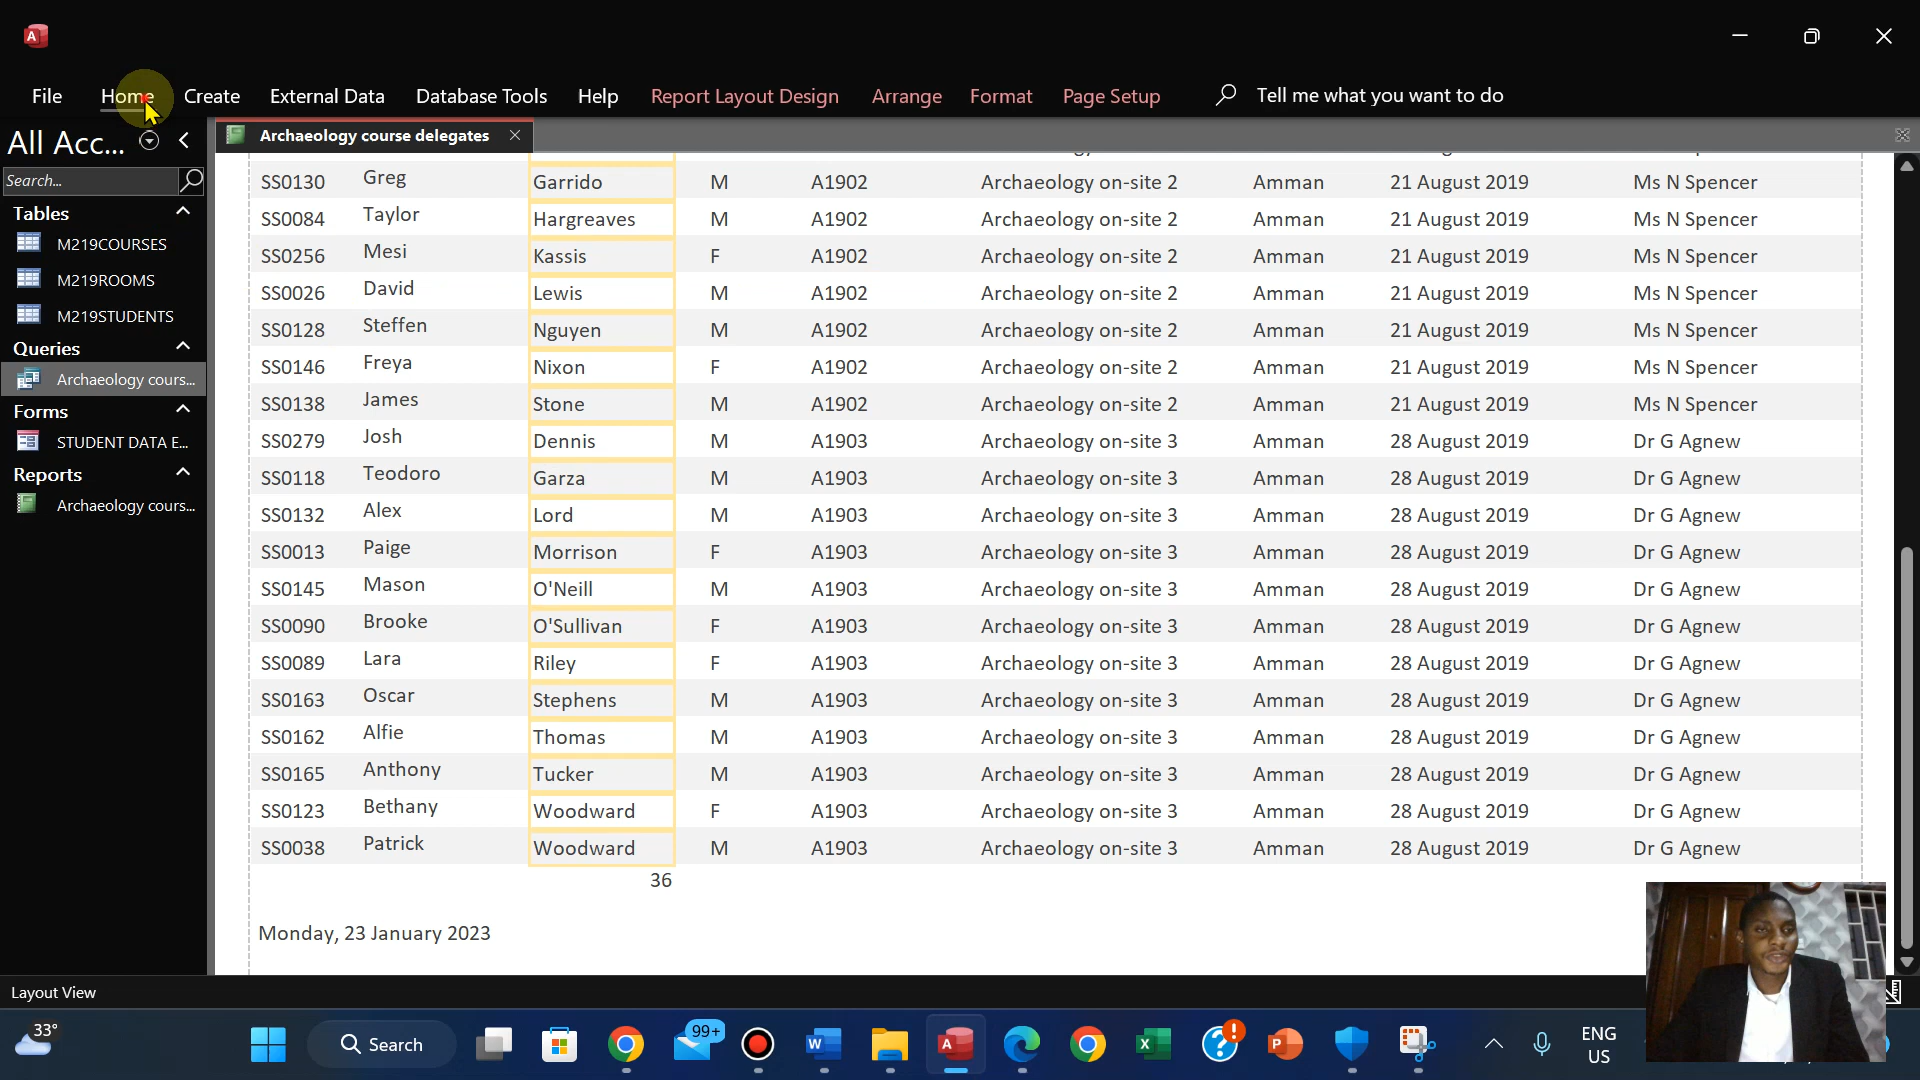 File Home Create External Data Database Tools Help Report Layout Design Arrange Format Page Setup Tell me what you want to do
All Acc...
Archaeology course delegates
Search...
Tables
M219COURSES
M219ROOMS
M219STUDENTS
Queries
Archaeology cours...
Forms
STUDENT DATA E...
Reports
Archaeology cours...
SS0130 Greg Garrido M A1902 Archaeology on-site 2 Amman 21 August 2019 Ms N Spencer
SS0084 Taylor Hargreaves M A1902 Archaeology on-site 2 Amman 21 August 2019 Ms N Spencer
SS0256 Mesi Kassis F A1902 Archaeology on-site 2 Amman 21 August 2019 Ms N Spencer
SS0026 David Lewis M A1902 Archaeology on-site 2 Amman 21 August 2019 Ms N Spencer
SS0128 Steffen Nguyen M A1902 Archaeology on-site 2 Amman 21 August 2019 Ms N Spencer
SS0146 Freya Nixon F A1902 Archaeology on-site 2 Amman 21 August 2019 Ms N Spencer
SS0138 James Stone M A1902 Archaeology on-site 2 Amman 21 August 2019 Ms N Spencer
SS0279 Josh Dennis M A1903 Archaeology on-site 3 Amman 28 August 2019 Dr G Agnew
SS0118 Teodoro Garza M A1903 Archaeology on-site 3 Amman 28 August 2019 Dr G Agnew
SS0132 Alex Lord M A1903 Archaeology on-site 3 Amman 28 August 2019 Dr G Agnew
SS0013 Paige Morrison F A1903 Archaeology on-site 3 Amman 28 August 2019 Dr G Agnew
SS0145 Mason O'Neill M A1903 Archaeology on-site 3 Amman 28 August 2019 Dr G Agnew
SS0090 Brooke O'Sullivan F A1903 Archaeology on-site 3 Amman 28 August 2019 Dr G Agnew
SS0089 Lara Riley F A1903 Archaeology on-site 3 Amman 28 August 2019 Dr G Agnew
SS0163 Oscar Stephens M A1903 Archaeology on-site 3 Amman 28 August 2019 Dr G Agnew
SS0162 Alfie Thomas M A1903 Archaeology on-site 3 Amman 28 August 2019 Dr G Agnew
SS0165 Anthony Tucker M A1903 Archaeology on-site 3 Amman 28 August 2019 Dr G Agnew
SS0123 Bethany Woodward F A1903 Archaeology on-site 3 Amman 28 August 2019 Dr G Agnew
SS0038 Patrick Woodward M A1903 Archaeology on-site 3 Amman 28 August 2019 Dr G Agnew
36
Monday, 23 January 2023
Layout View
33°
Search
99+
ENG
US